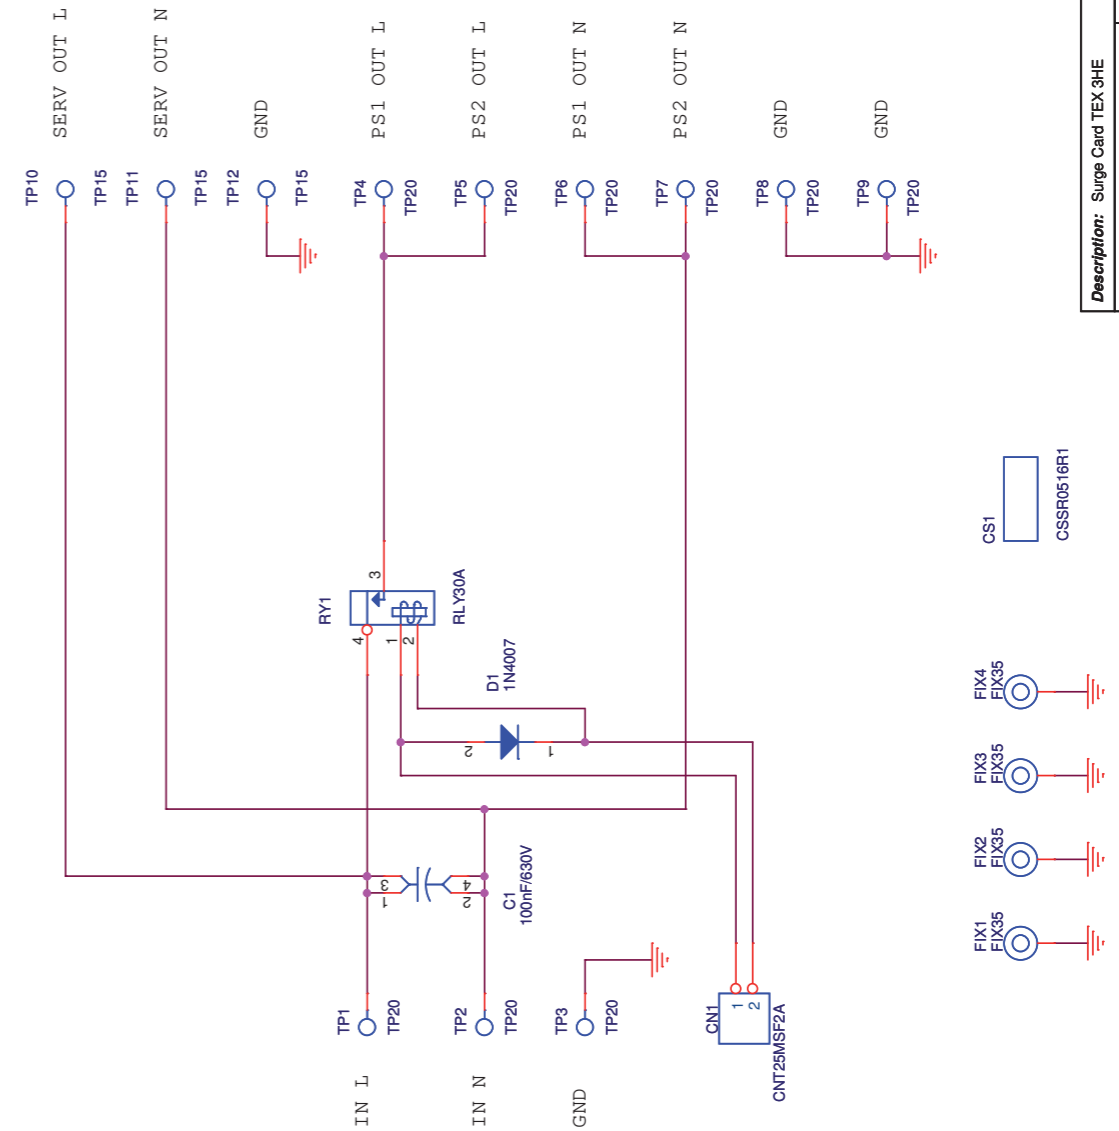 SERV OUT L
SERV OUT N
GND
PS1 OUT L
PS2 OUT L
PS1 OUT N
PS2 OUT N
GND
GND
TP10
TP15
TP11
TP15
TP12
TP15
TP4
TP20
TP5
TP20
TP6
TP20
TP7
TP20
TP8
TP20
TP9
TP20
Description: Surge Card TEX 3HE
RY1
3
4
1
2
RLY30A
D1
1N4007
2
1
CS1
CSSR0516R1
C1
100nF/630V
3
1
4
2
FIX4
FIX35
FIX3
FIX35
FIX2
FIX35
FIX1
FIX35
TP1
TP20
TP2
TP20
TP3
TP20
CN1
1
2
CNT25MSF2A
IN L
IN N
GND